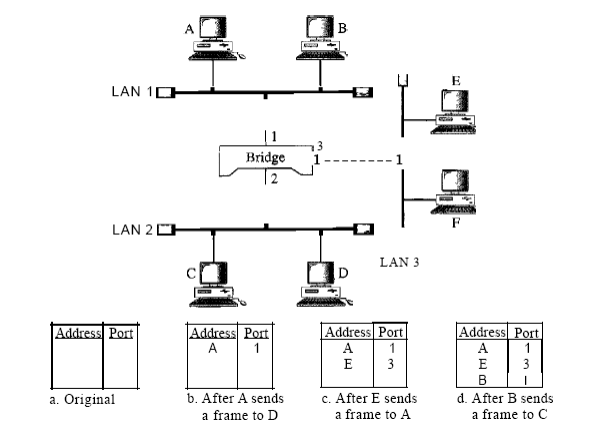 A
B
LAN 1
E
1
3
Bridge
1
1
2
F
LAN 2
C
D
LAN 3
Address Port
Address Port
A 1
Address Port
A 1
E 3
Address Port
A 1
E 3
B I
a. Original
b. After A sends
a frame to D
c. After E sends
a frame to A
d. After B sends
a frame to C